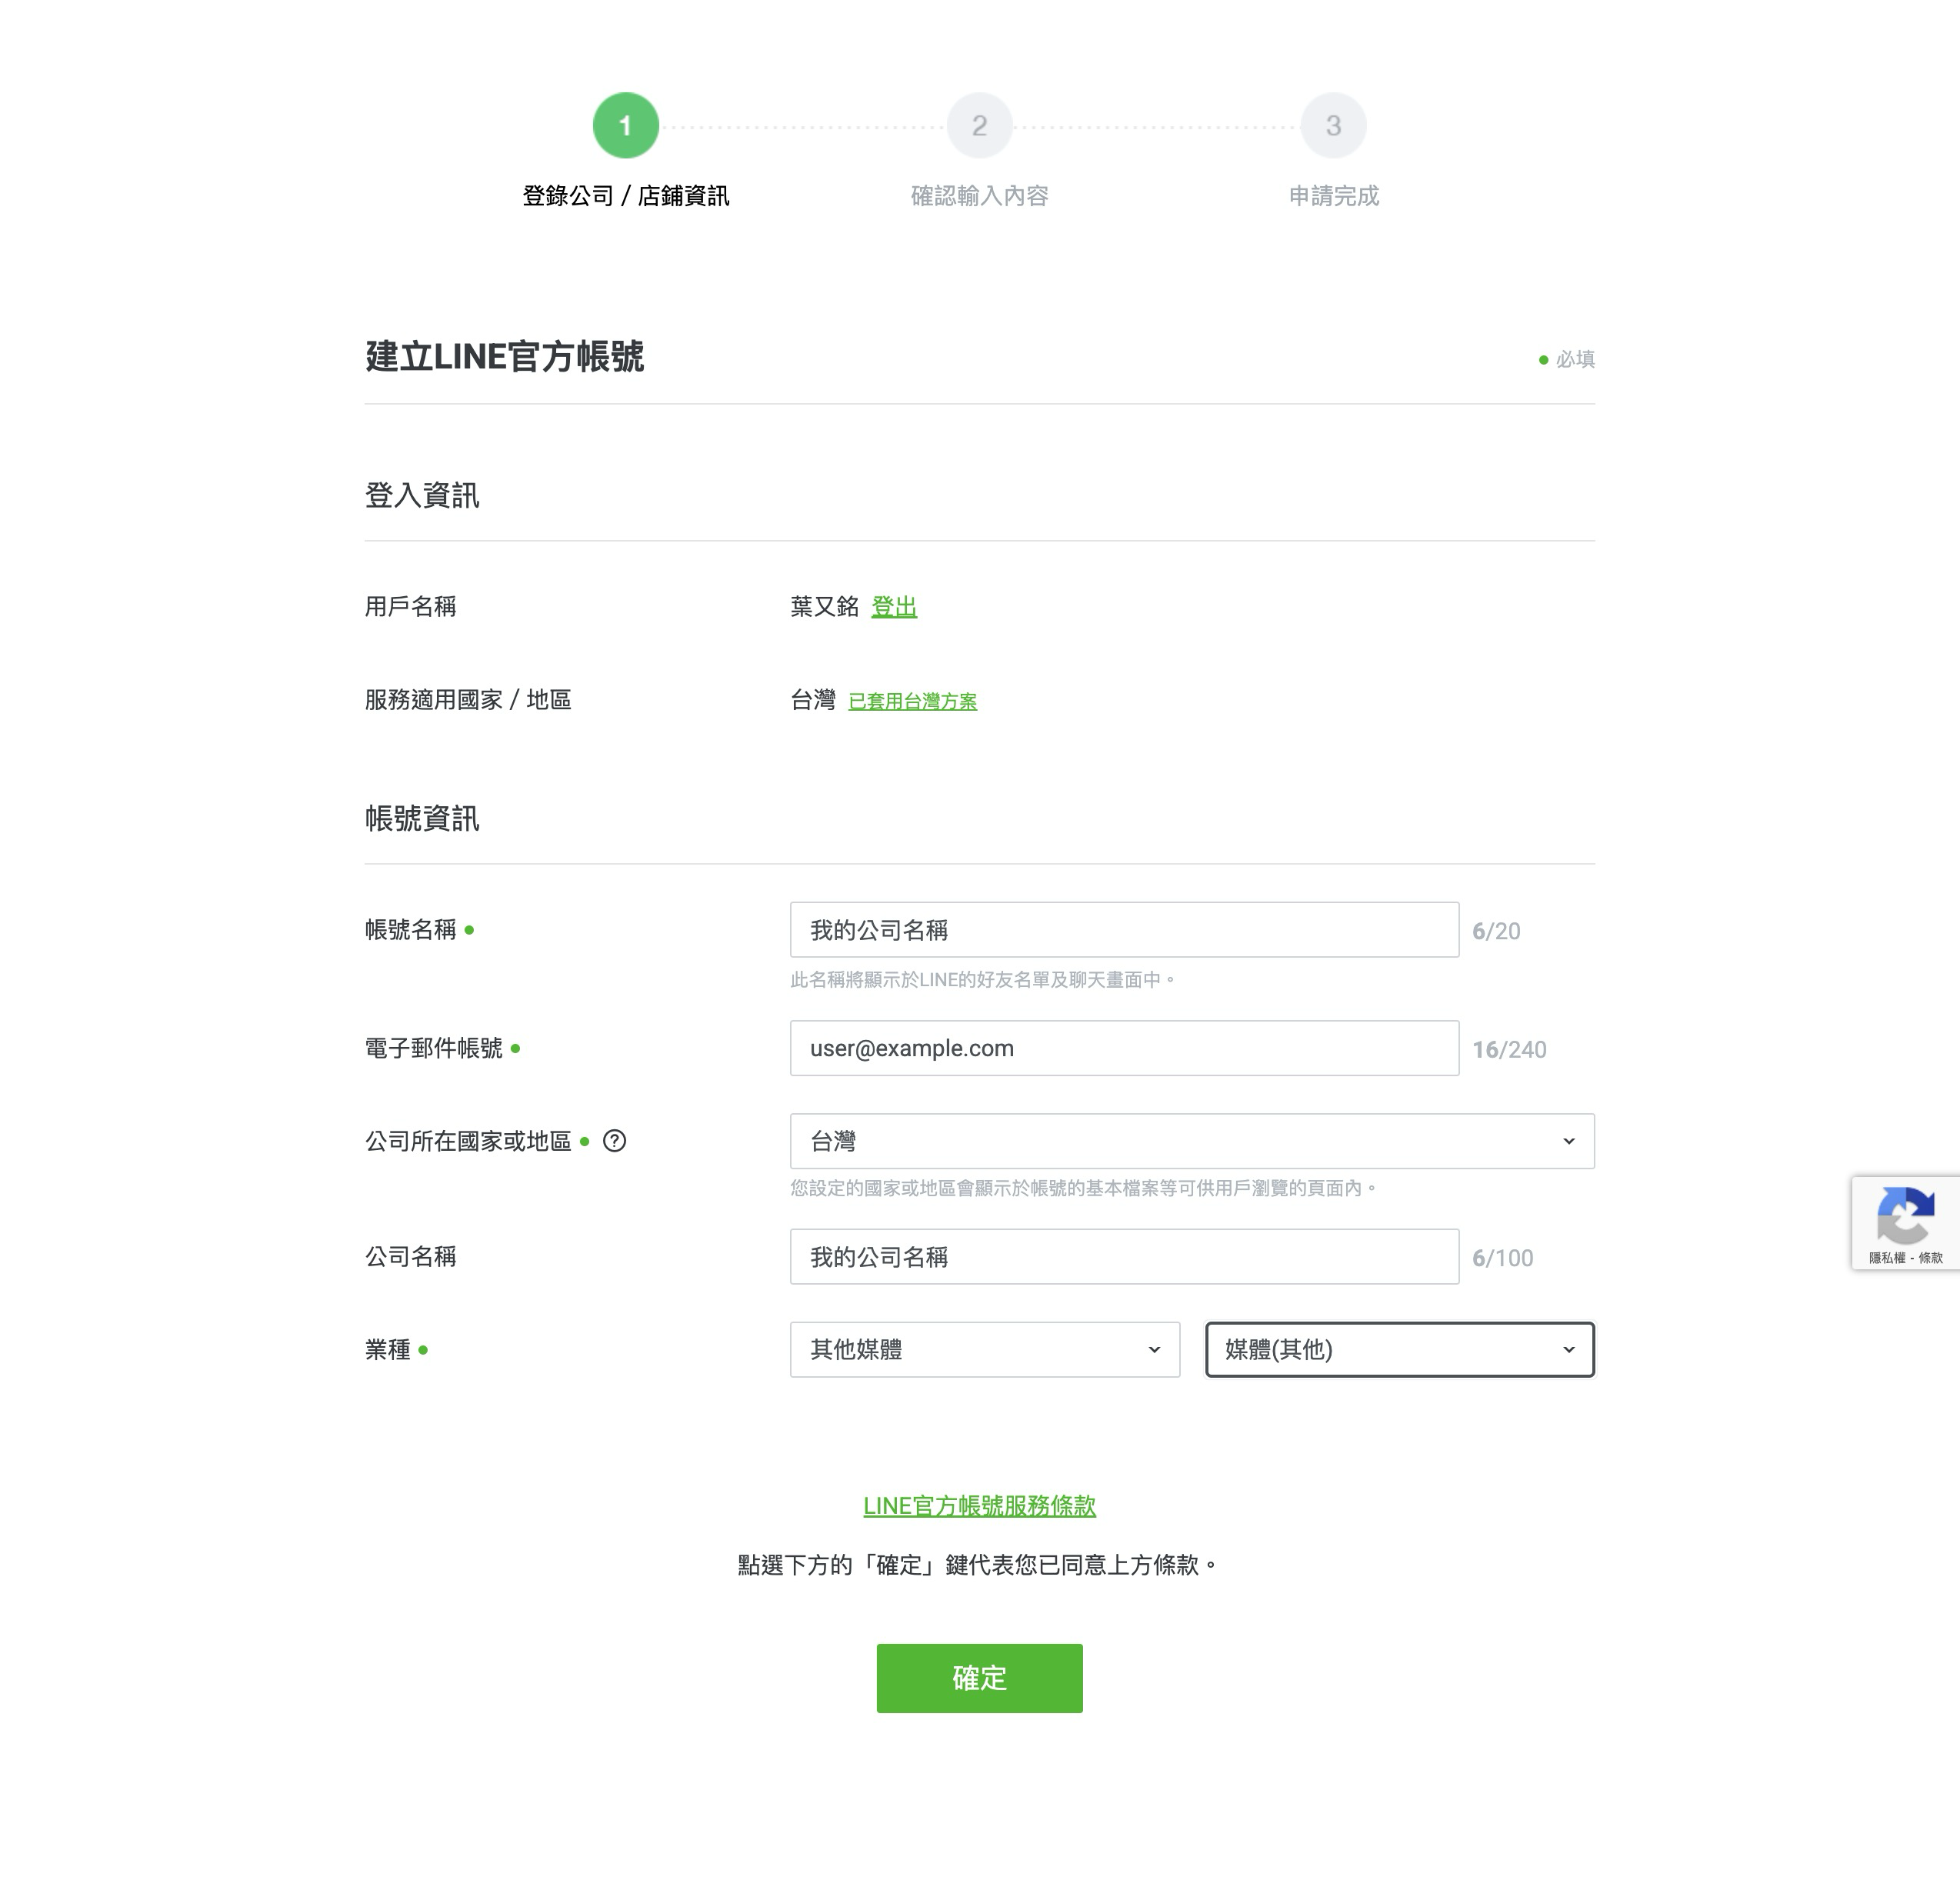 1 2 3
登錄公司 / 店鋪資訊 確認輸入內容 申請完成
建立LINE官方帳號 必填
登入資訊
用戶名稱 葉又銘 登出
服務適用國家 / 地區 台灣 已套用台灣方案
帳號資訊
帳號名稱 我的公司名稱 6/20
此名稱將顯示於LINE的好友名單及聊天畫面中。
電子郵件帳號 user@example.com 16/240
公司所在國家或地區 ? 台灣
您設定的國家或地區會顯示於帳號的基本檔案等可供用戶瀏覽的頁面內。
隱私權 - 條款
公司名稱 我的公司名稱 6/100
業種 其他媒體 媒體(其他)
LINE官方帳號服務條款
點選下方的「確定」鍵代表您已同意上方條款。
確定